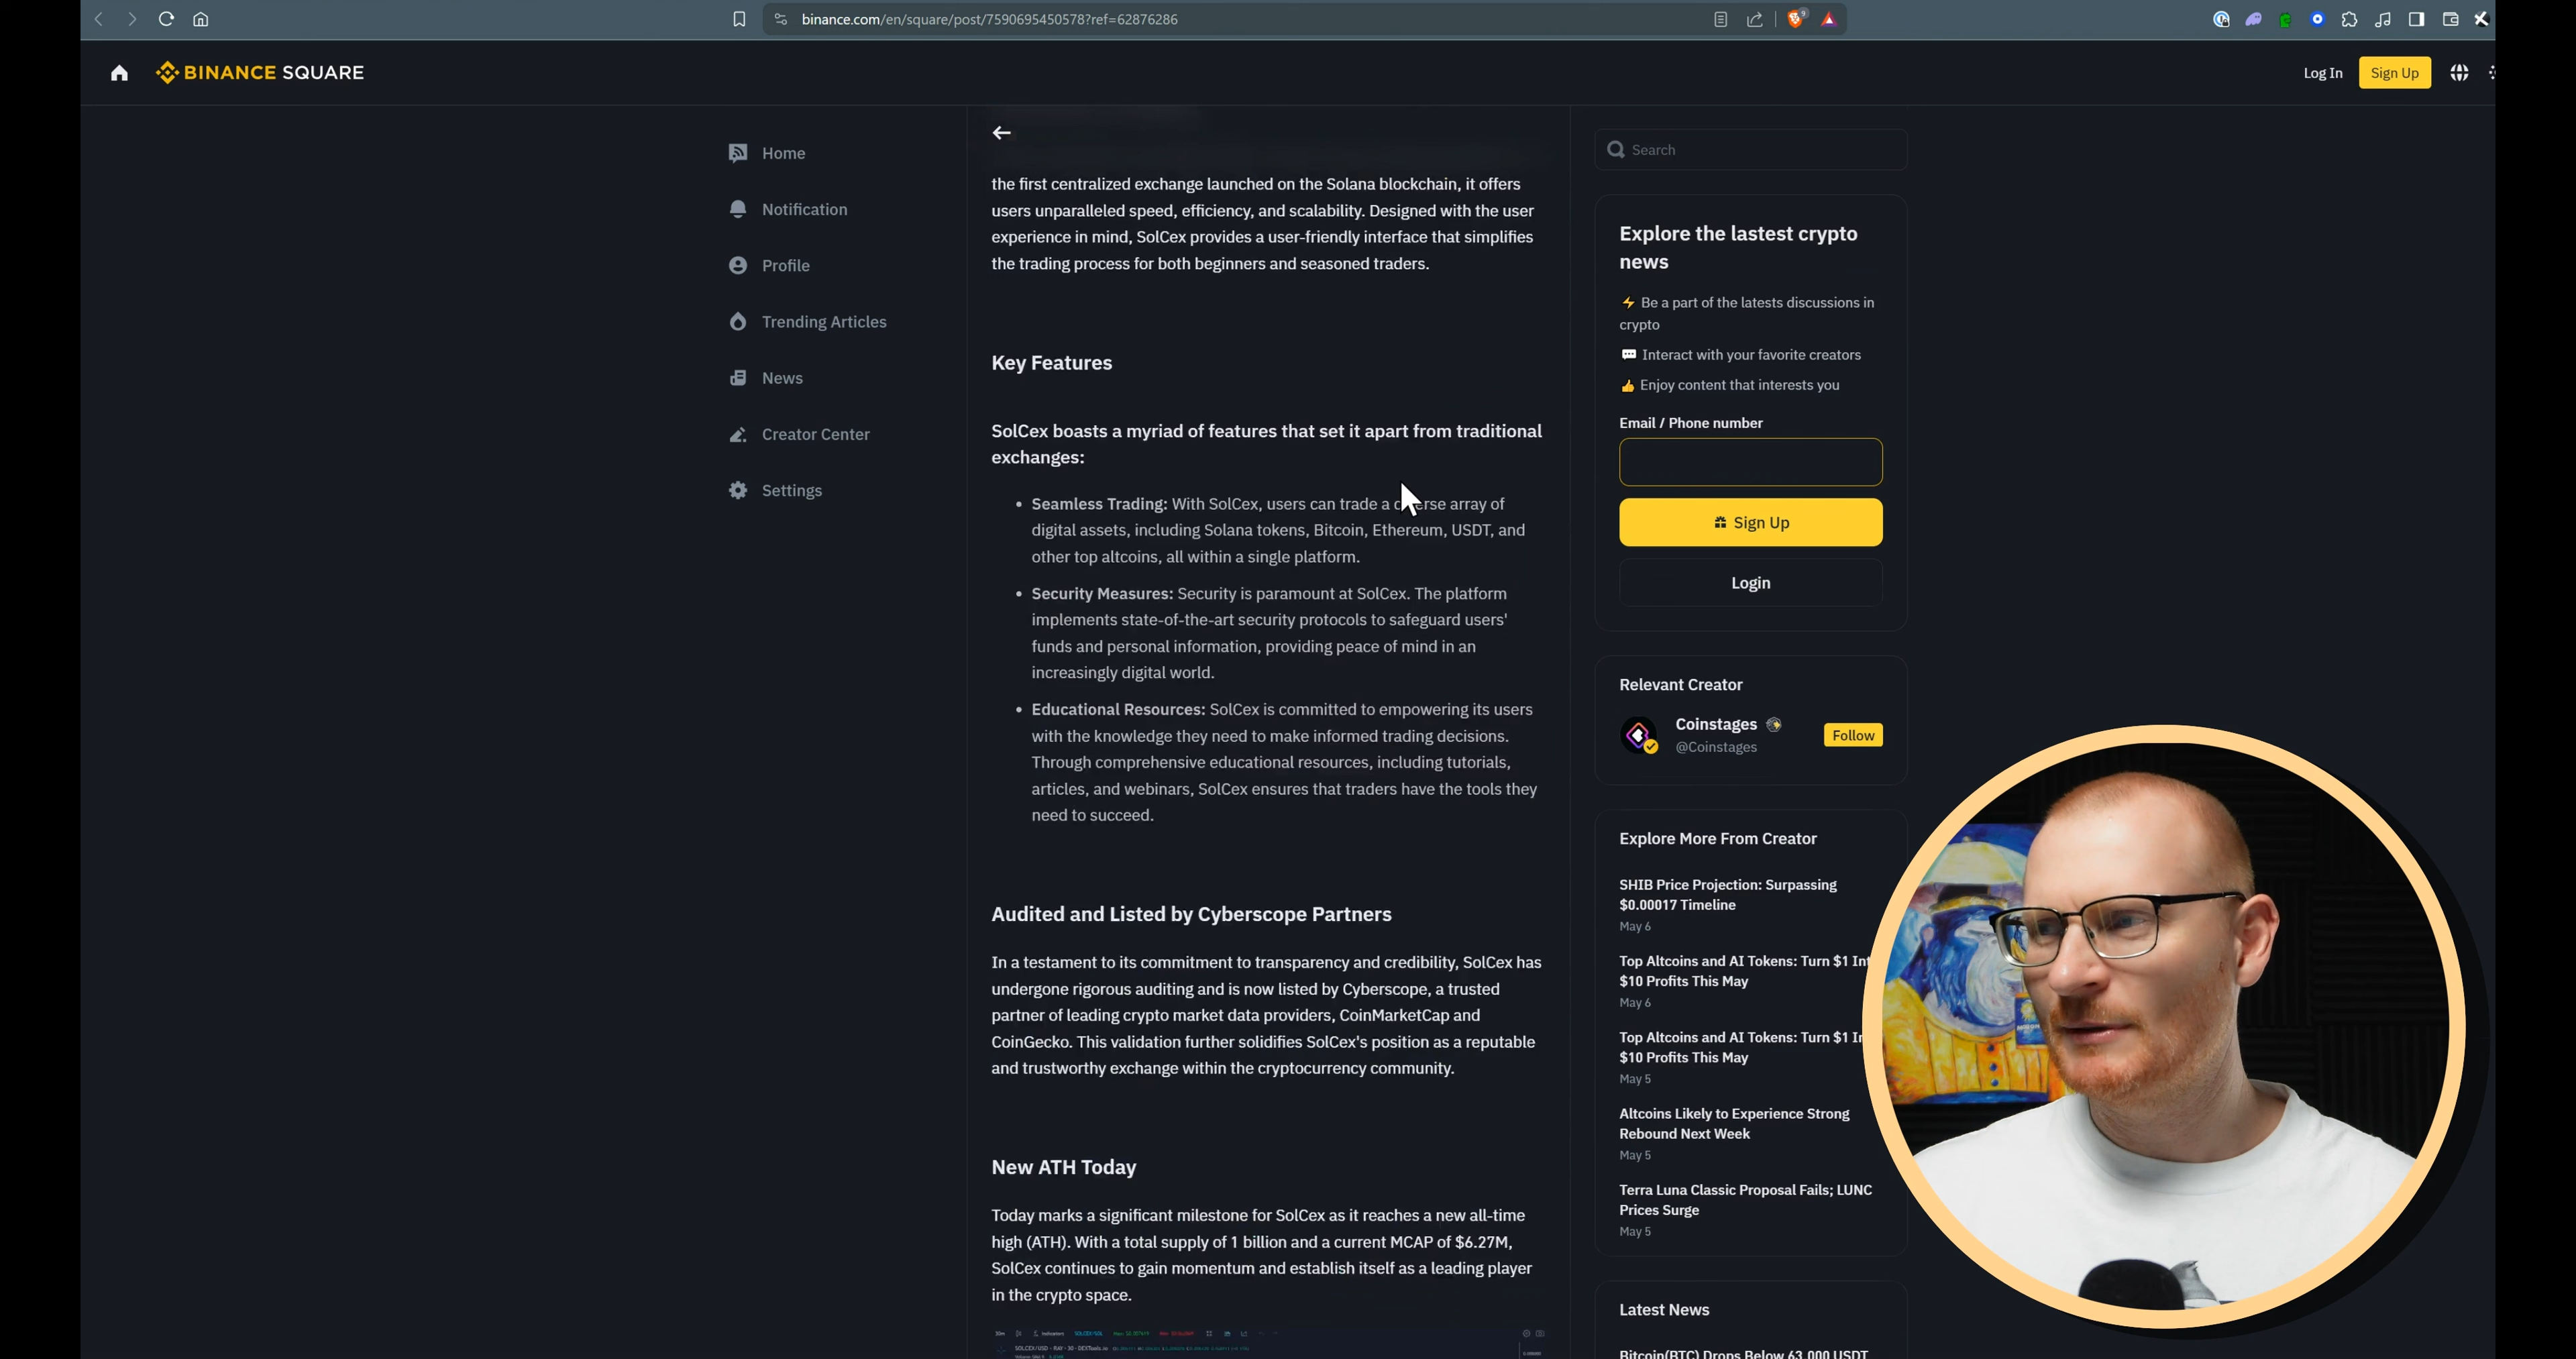 binance.com/en/square/post/7590695450578?ref=62876286
BINANCE SQUARE
Log In
Sign Up
Home
Notification
Profile
Trending Articles
News
Creator Center
Settings
the first centralized exchange launched on the Solana blockchain, it offers
users unparalleled speed, efficiency, and scalability. Designed with the user
experience in mind, SolCex provides a user-friendly interface that simplifies
the trading process for both beginners and seasoned traders.
Key Features
SolCex boasts a myriad of features that set it apart from traditional
exchanges:
• Seamless Trading: With SolCex, users can trade a erse array of
digital assets, including Solana tokens, Bitcoin, Ethereum, USDT, and
other top altcoins, all within a single platform.
• Security Measures: Security is paramount at SolCex. The platform
implements state-of-the-art security protocols to safeguard users'
funds and personal information, providing peace of mind in an
increasingly digital world.
• Educational Resources: SolCex is committed to empowering its users
with the knowledge they need to make informed trading decisions.
Through comprehensive educational resources, including tutorials,
articles, and webinars, SolCex ensures that traders have the tools they
need to succeed.
Audited and Listed by Cyberscope Partners
In a testament to its commitment to transparency and credibility, SolCex has
undergone rigorous auditing and is now listed by Cyberscope, a trusted
partner of leading crypto market data providers, CoinMarketCap and
CoinGecko. This validation further solidifies SolCex's position as a reputable
and trustworthy exchange within the cryptocurrency community.
New ATH Today
Today marks a significant milestone for SolCex as it reaches a new all-time
high (ATH). With a total supply of 1 billion and a current MCAP of $6.27M,
SolCex continues to gain momentum and establish itself as a leading player
in the crypto space.
Search
Explore the lastest crypto
news
Be a part of the latests discussions in
crypto
Interact with your favorite creators
Enjoy content that interests you
Email / Phone number
Sign Up
Login
Relevant Creator
Coinstages
@Coinstages
Follow
Explore More From Creator
SHIB Price Projection: Surpassing
$0.00017 Timeline
May 6
Top Altcoins and AI Tokens: Turn $1 Int
$10 Profits This May
May 6
Top Altcoins and AI Tokens: Turn $1 In
$10 Profits This May
May 5
Altcoins Likely to Experience Strong
Rebound Next Week
May 5
Terra Luna Classic Proposal Fails; LUNC
Prices Surge
May 5
Latest News
Bitcoin(BTC) Drops Below 63,000 USDT